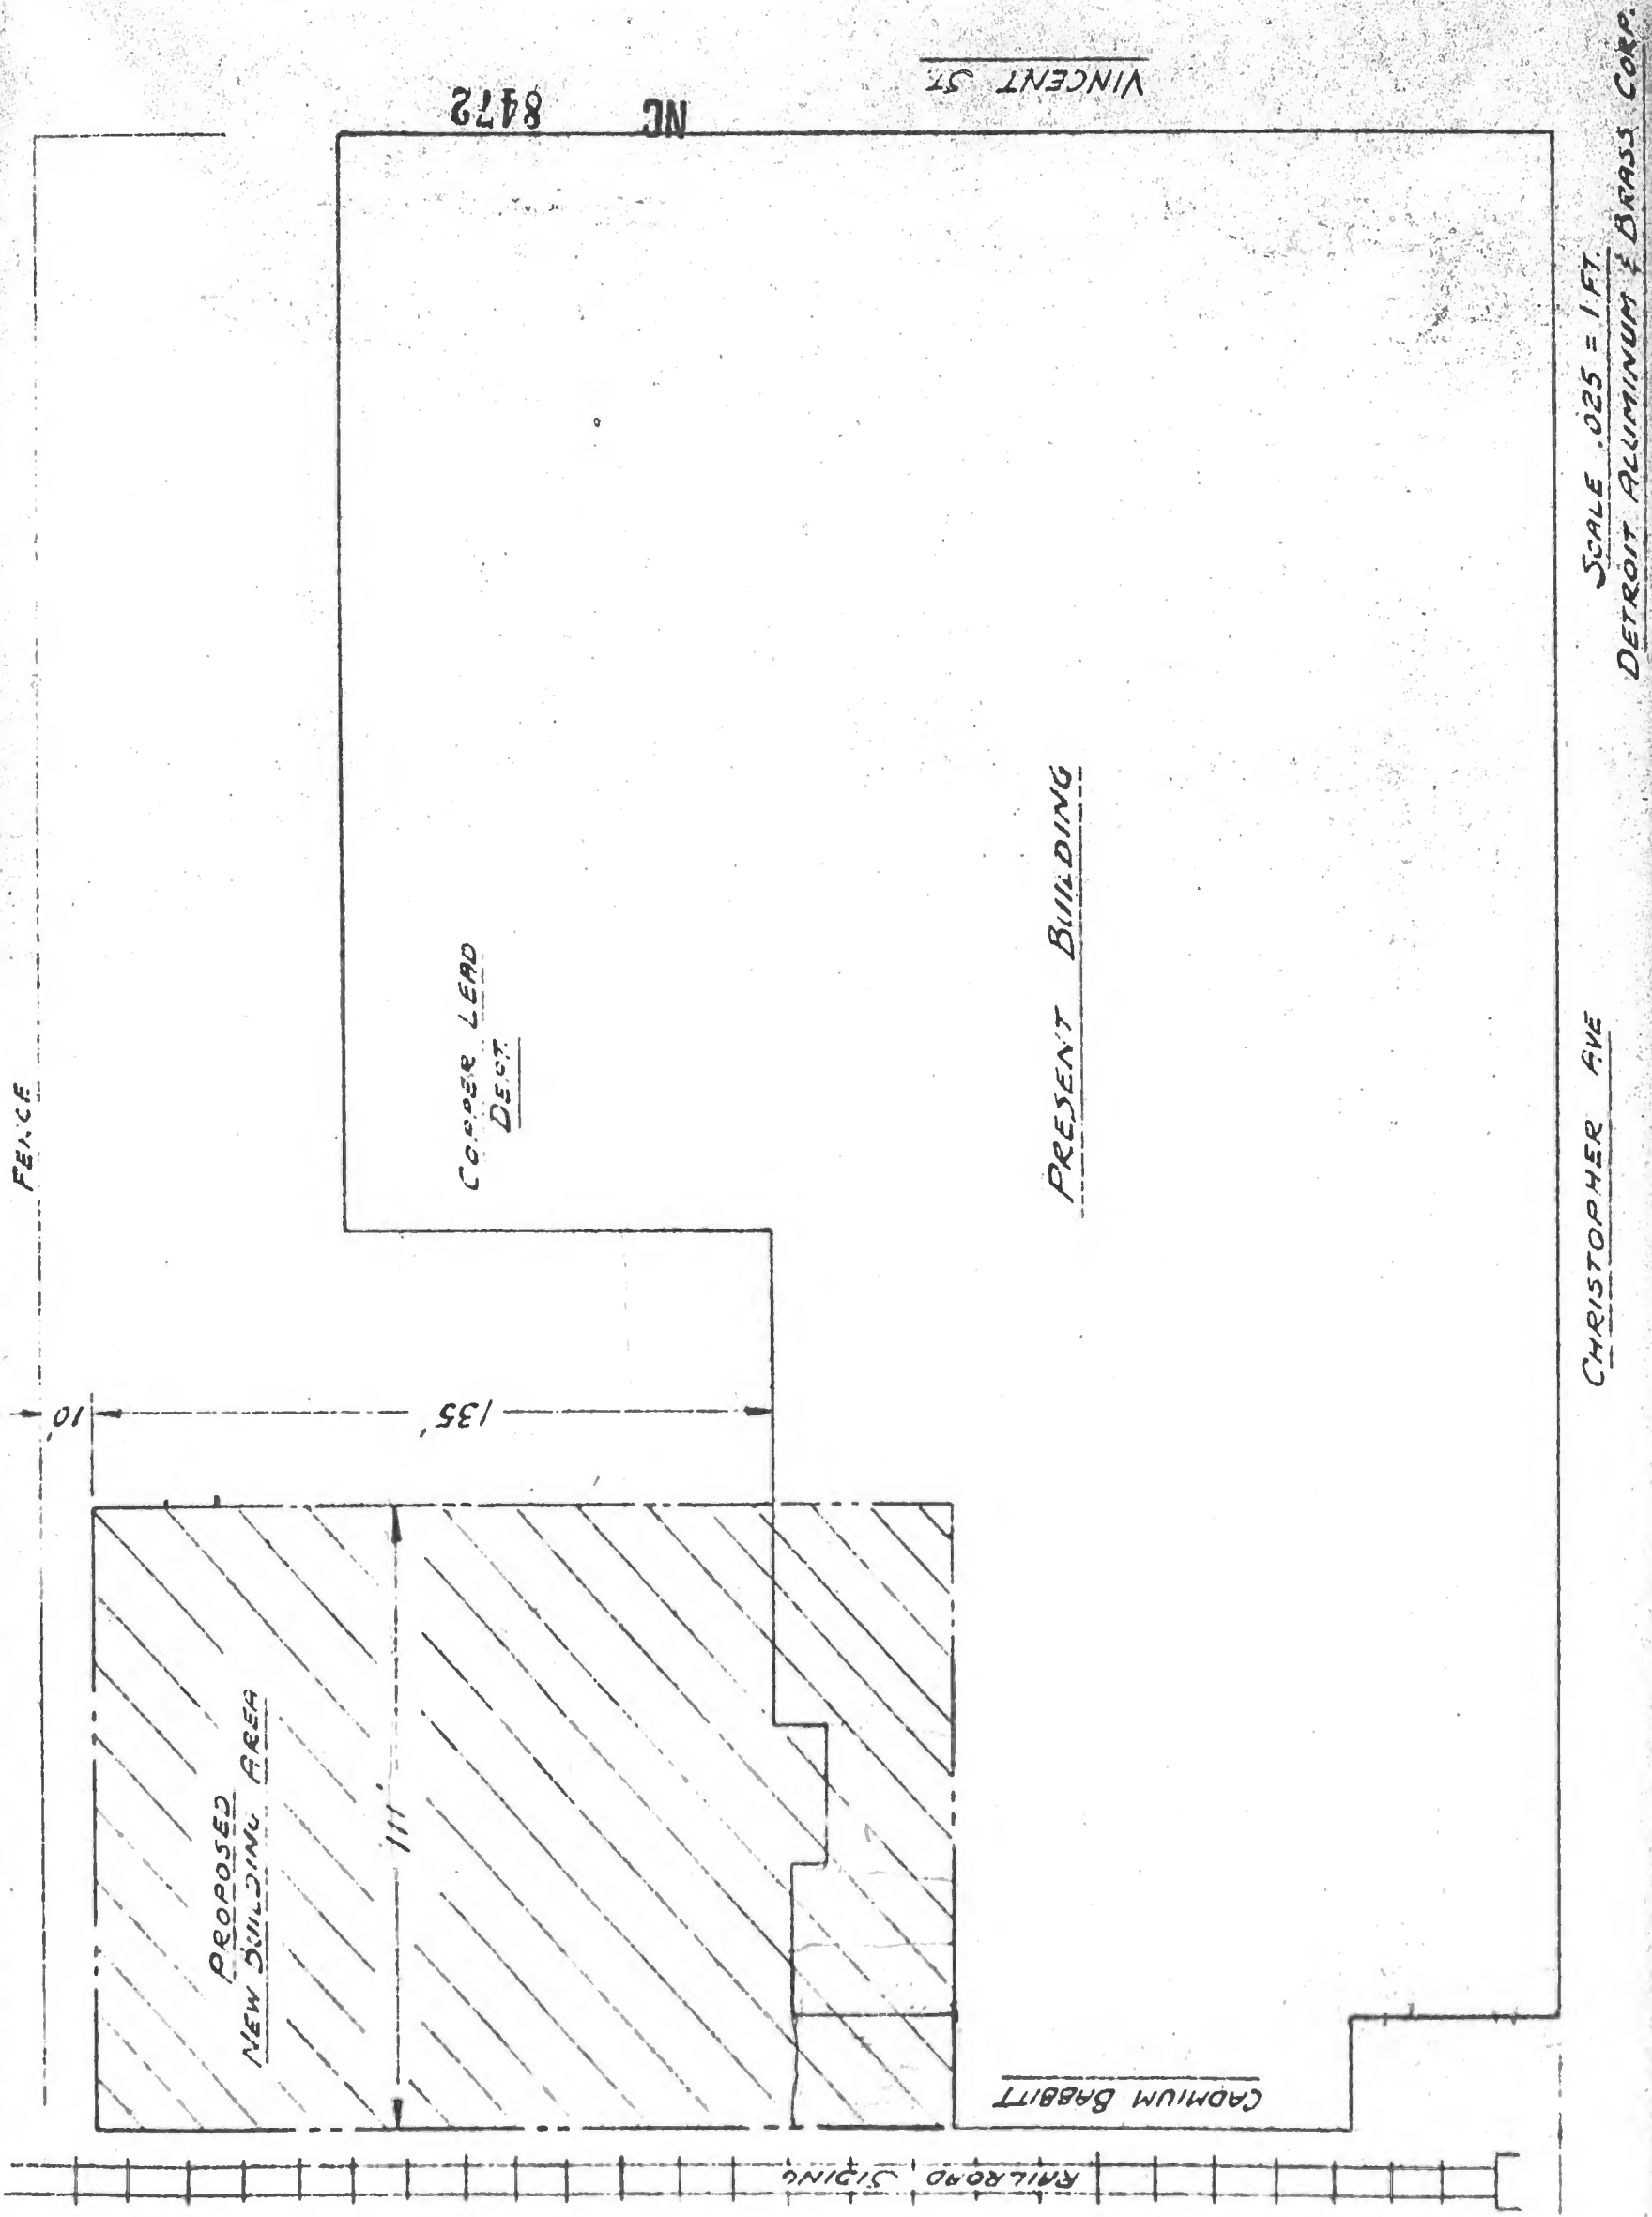 FENCE
VINCENT ST.
NC 8472
COPPER LEAD
DEPT.
PRESENT BUILDING
10'
135'
111'
PROPOSED
NEW BUILDING AREA
CADMIUM BABBITT
RAILROAD SIDING
CHRISTOPHER AVE
SCALE .025 = 1 FT.
DETROIT ALUMINUM & BRASS CORP.